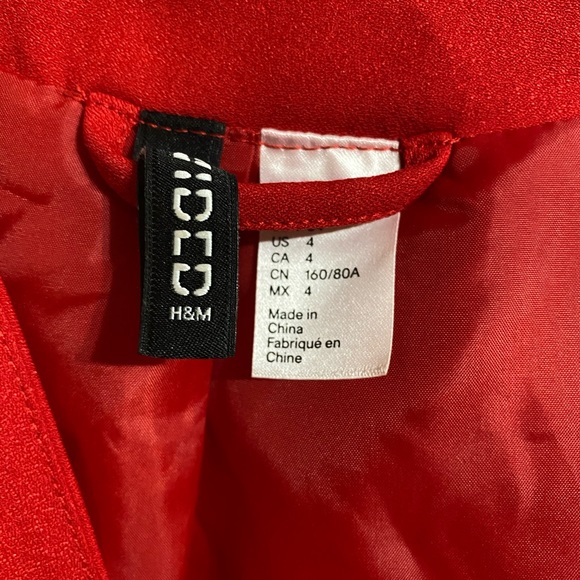 H&M
US 4
CA 4
CN 160/80A
MX 4
Made in
China
Fabriqué en
Chine